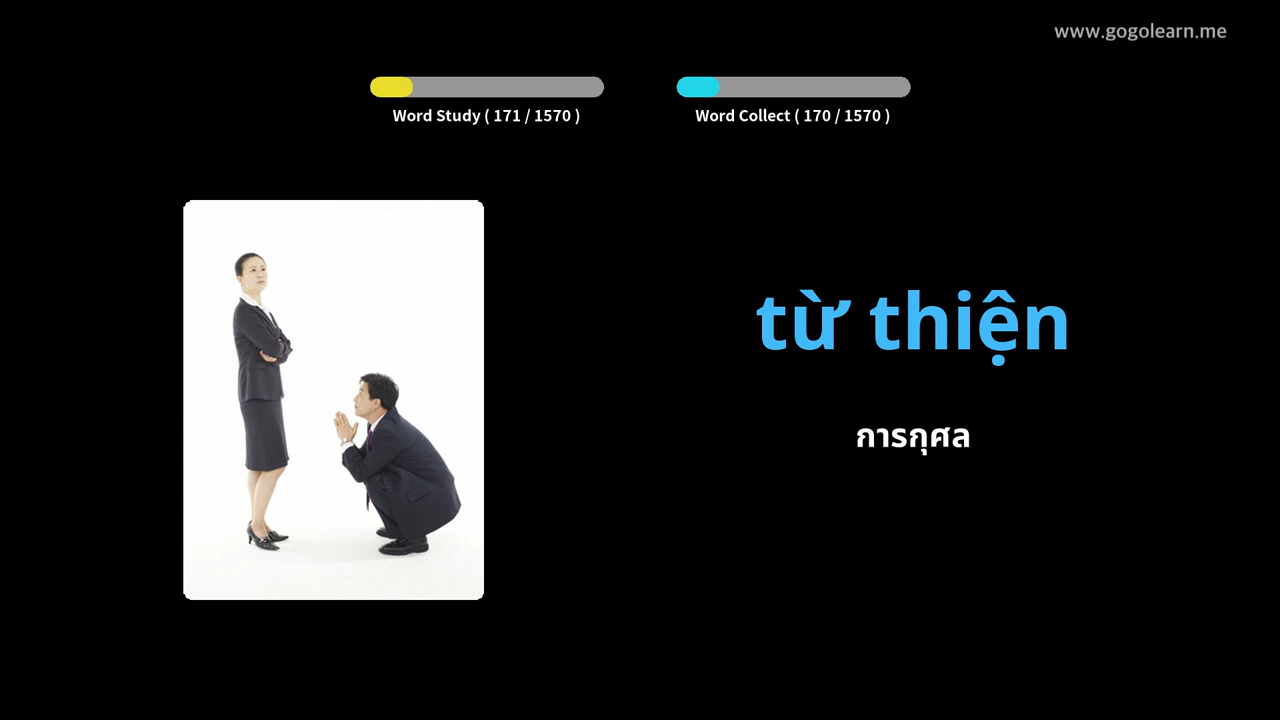 www.gogolearn.me
Word Study ( 171 / 1570 )
Word Collect ( 170 / 1570 )
từ thiện
การกุศล